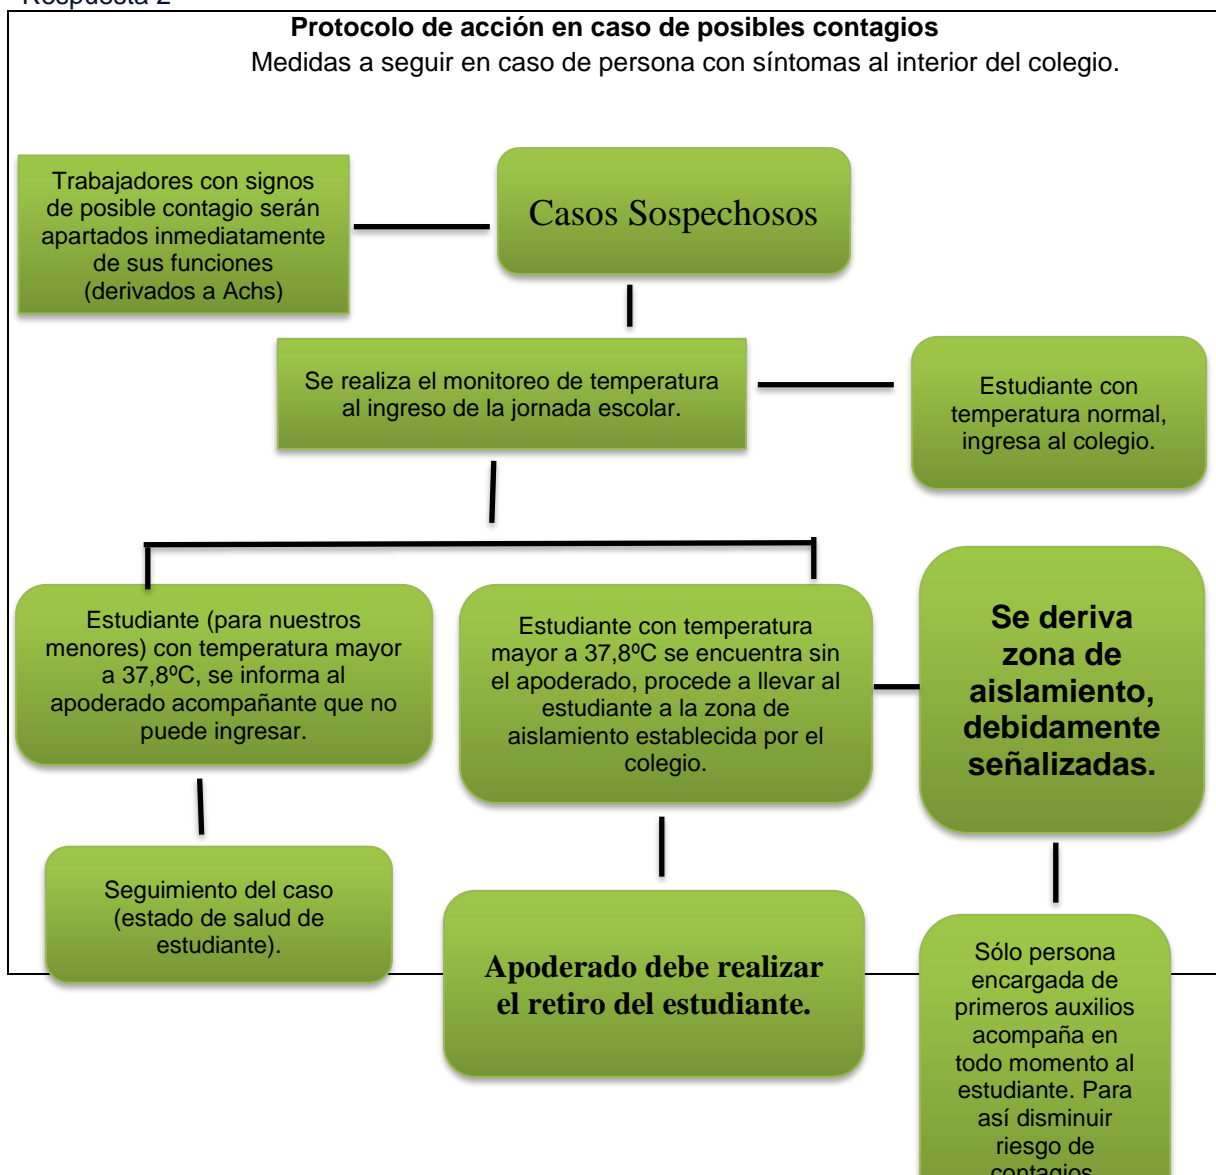 Respuesta 2
Protocolo de acción en caso de posibles contagios
Medidas a seguir en caso de persona con síntomas al interior del colegio.
Trabajadores con signos
de posible contagio serán
apartados inmediatamente
de sus funciones
(derivados a Achs)
Casos Sospechosos
Se realiza el monitoreo de temperatura
al ingreso de la jornada escolar.
Estudiante con
temperatura normal,
ingresa al colegio.
Estudiante (para nuestros
menores) con temperatura mayor
a 37,8ºC, se informa al
apoderado acompañante que no
puede ingresar.
Estudiante con temperatura
mayor a 37,8ºC se encuentra sin
el apoderado, procede a llevar al
estudiante a la zona de
aislamiento establecida por el
colegio.
Se deriva
zona de
aislamiento,
debidamente
señalizadas.
Seguimiento del caso
(estado de salud de
estudiante).
Apoderado debe realizar
el retiro del estudiante.
Sólo persona
encargada de
primeros auxilios
acompaña en
todo momento al
estudiante. Para
así disminuir
riesgo de
contagios